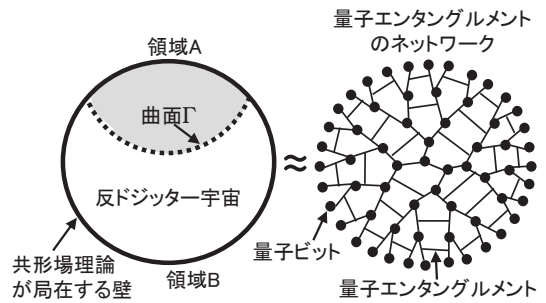 領域A
曲面Γ
反ドジッター宇宙
共形場理論
が局在する壁
領域B
≈
量子エンタングルメント
のネットワーク
量子ビット
量子エンタングルメント